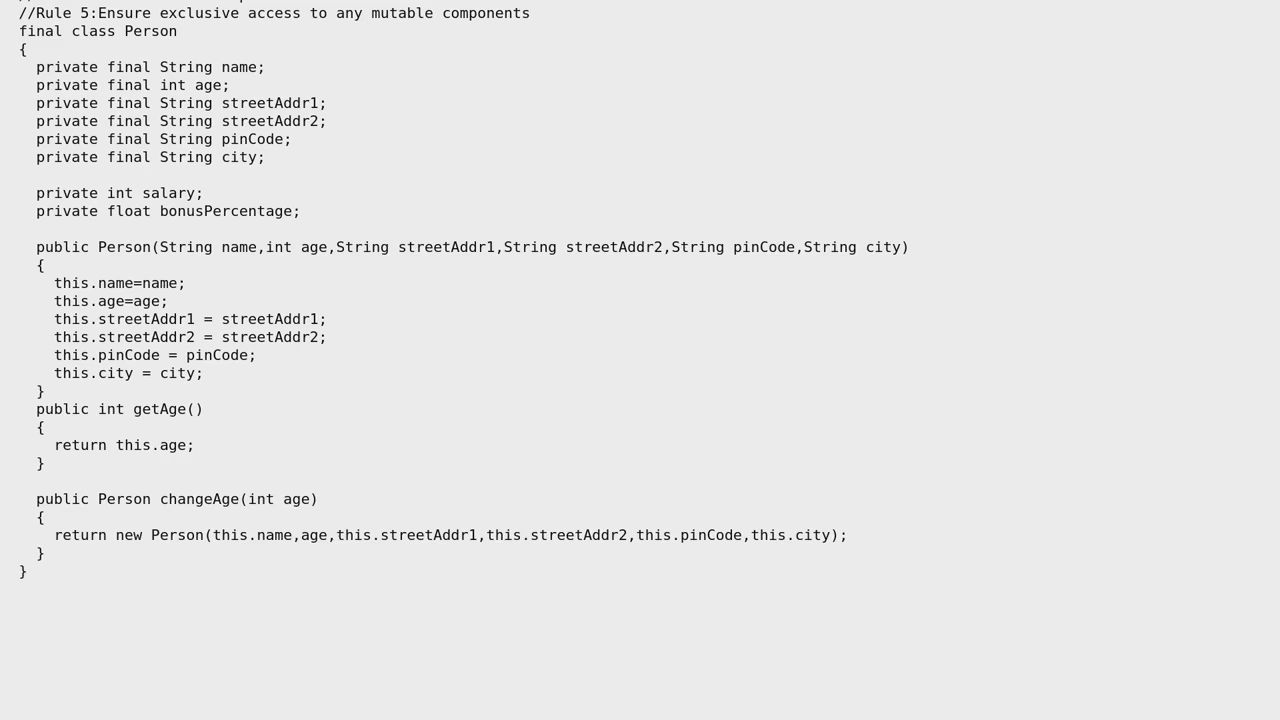 //Rule 5:Ensure exclusive access to any mutable components
final class Person
{
private final String name;
private final int age;
private final String streetAddr1;
private final String streetAddr2;
private final String pinCode;
private final String city;
private int salary;
private float bonusPercentage;
public Person(String name,int age,String streetAddr1,String streetAddr2,String pinCode,String city)
{
this.name=name;
this.age=age;
this.streetAddr1 = streetAddr1;
this.streetAddr2 = streetAddr2;
this.pinCode = pinCode;
this.city = city;
}
public int getAge()
{
return this.age;
}
public Person changeAge(int age)
{
return new Person(this.name,age,this.streetAddr1,this.streetAddr2,this.pinCode,this.city);
}
}